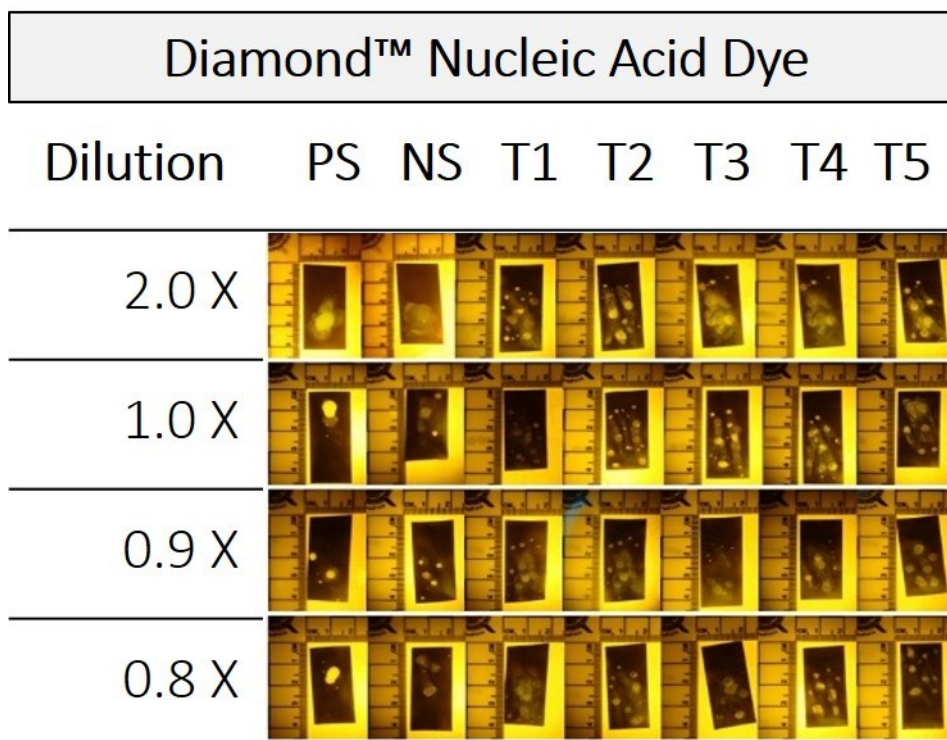 Diamond™ Nucleic Acid Dye
Dilution PS NS T1 T2 T3 T4 T5
2.0 X
1.0 X
0.9 X
0.8 X